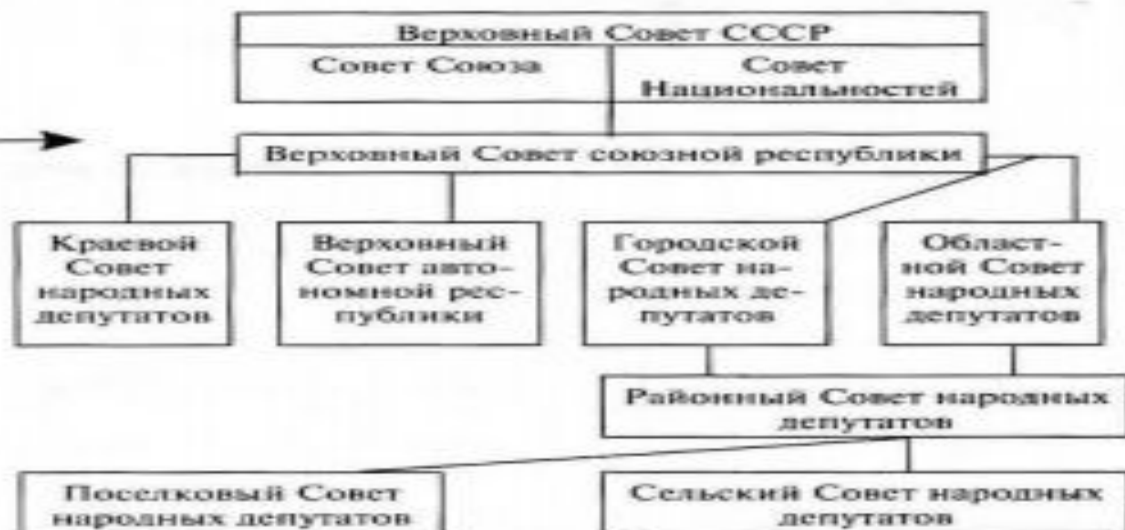 Верховный Совет СССР
Совет Союза
Совет
Национальностей
Верховный Совет союзной республики
Краевой
Совет
народных
депутатов
Верховный
Совет авто-
номной рес-
публики
Городской
Совет на-
родных де-
путатов
Област-
ной Совет
народных
депутатов
Районный Совет народных
депутатов
Поселковый Совет
народных депутатов
Сельский Совет народных
депутатов